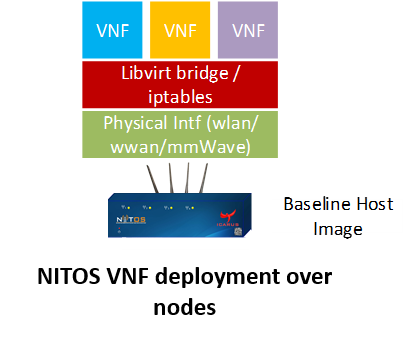 VNF VNF VNF
Libvirt bridge /
iptables
Physical Intf (wlan/
wwan/mmWave)
NITOS
ICARUS
Baseline Host
Image
NITOS VNF deployment over
nodes